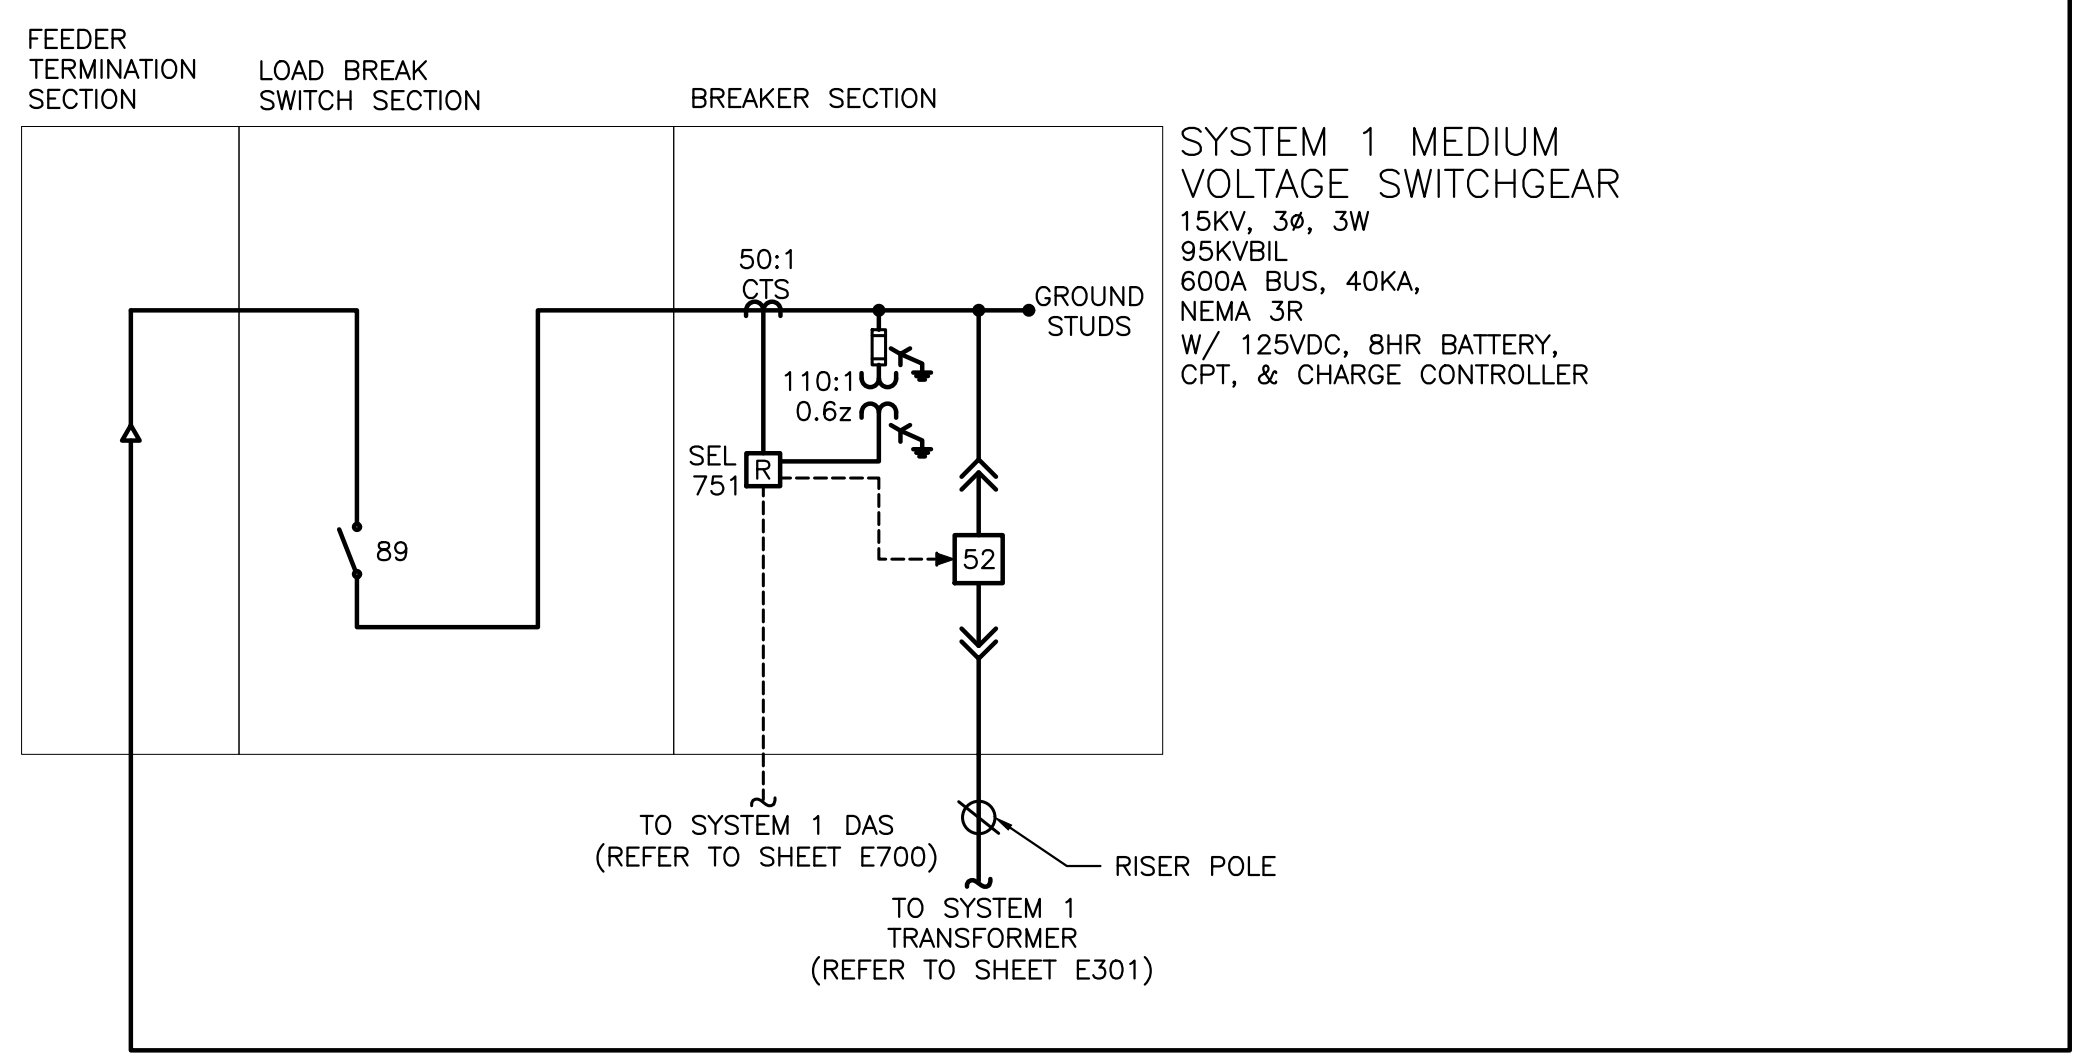 FEEDER
TERMINATION
SECTION
LOAD BREAK
SWITCH SECTION
BREAKER SECTION
SYSTEM 1 MEDIUM
VOLTAGE SWITCHGEAR
15KV, 3ø, 3W
95KVBIL
600A BUS, 40KA,
NEMA 3R
W/ 125VDC, 8HR BATTERY,
CPT, & CHARGE CONTROLLER
50:1
CTS
GROUND
STUDS
110:1
0.6z
SEL
751
R
89
52
TO SYSTEM 1 DAS
(REFER TO SHEET E700)
RISER POLE
TO SYSTEM 1
TRANSFORMER
(REFER TO SHEET E301)